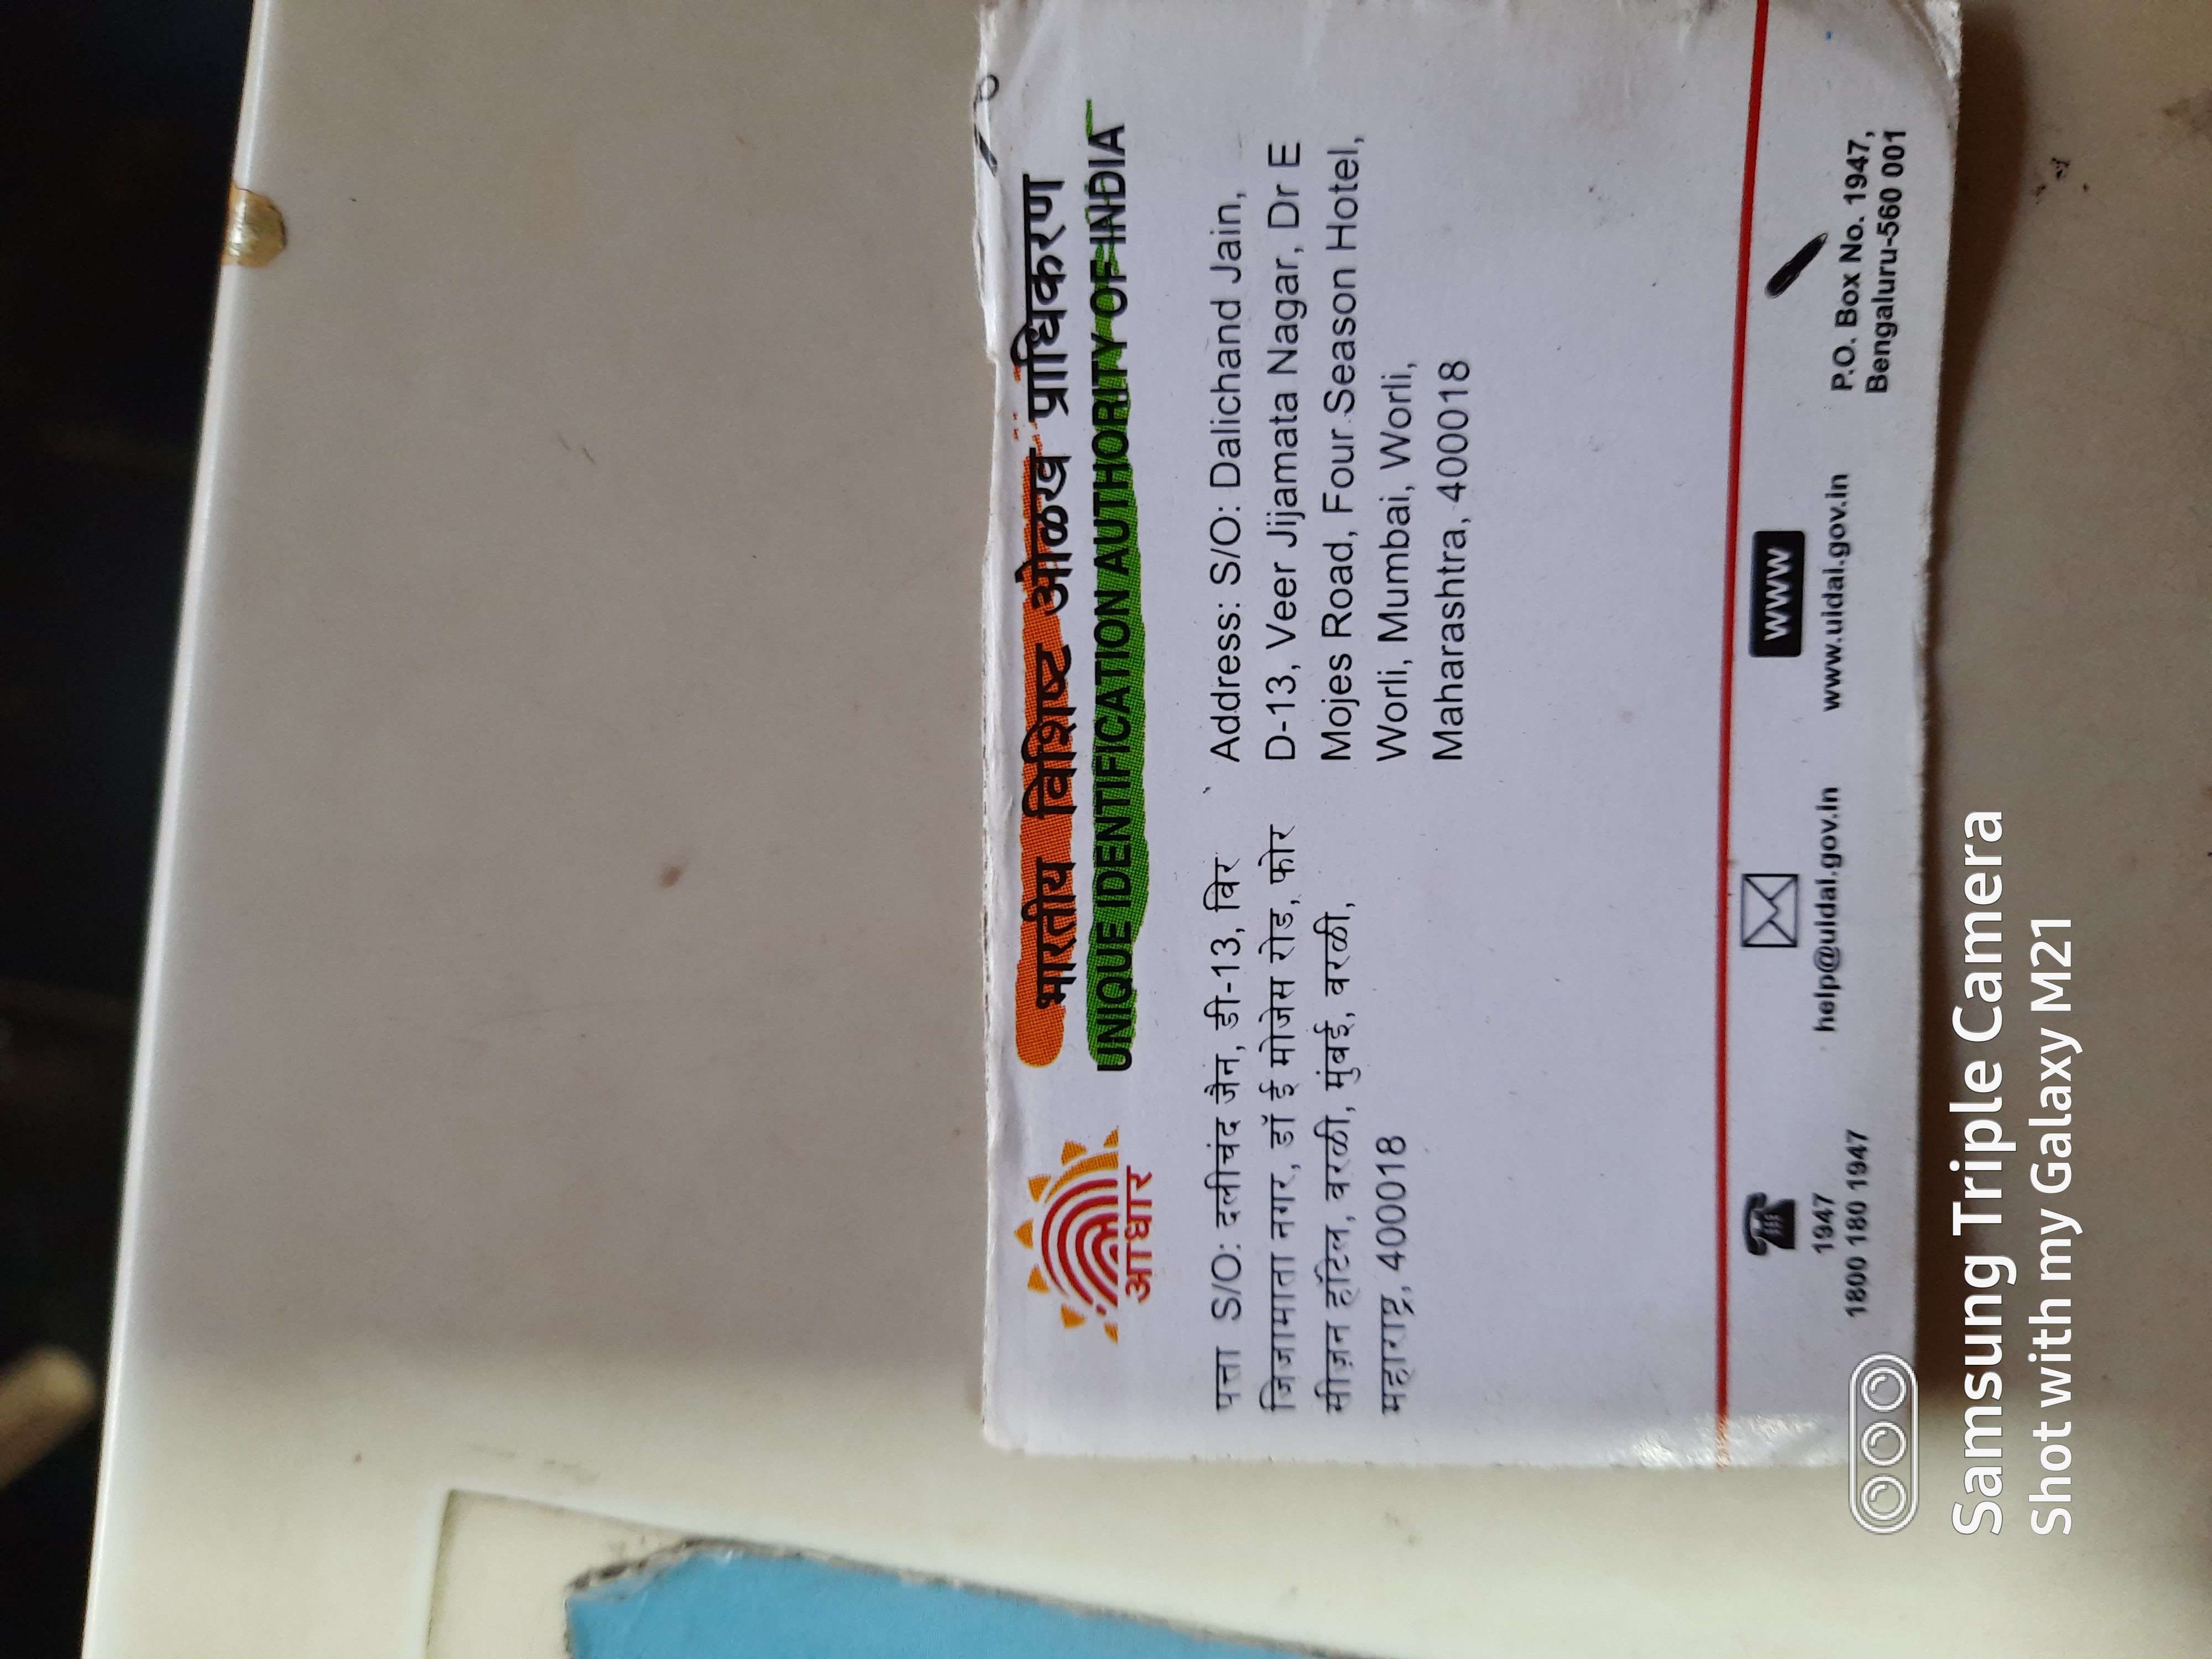 भारतीय विशिष्ट ओळख प्राधिकरण
UNIQUE IDENTIFICATION AUTHORITY OF INDIA
आधार
पत्ता S/O: दलीचंद जैन, डी-13, विर
जिजामाता नगर, डॉ ई मोजेस रोड, फोर
सीज़न हॉटेल, वरळी, मुंबई, वरळी,
महाराष्ट्र, 400018
Address: S/O: Dalichand Jain,
D-13, Veer Jijamata Nagar, Dr E
Mojes Road, Four Season Hotel,
Worli, Mumbai, Worli,
Maharashtra, 400018
1947
1800 180 1947
help@uidai.gov.in
www
www.uidai.gov.in
P.O. Box No. 1947,
Bengaluru-560 001
Samsung Triple Camera
Shot with my Galaxy M21